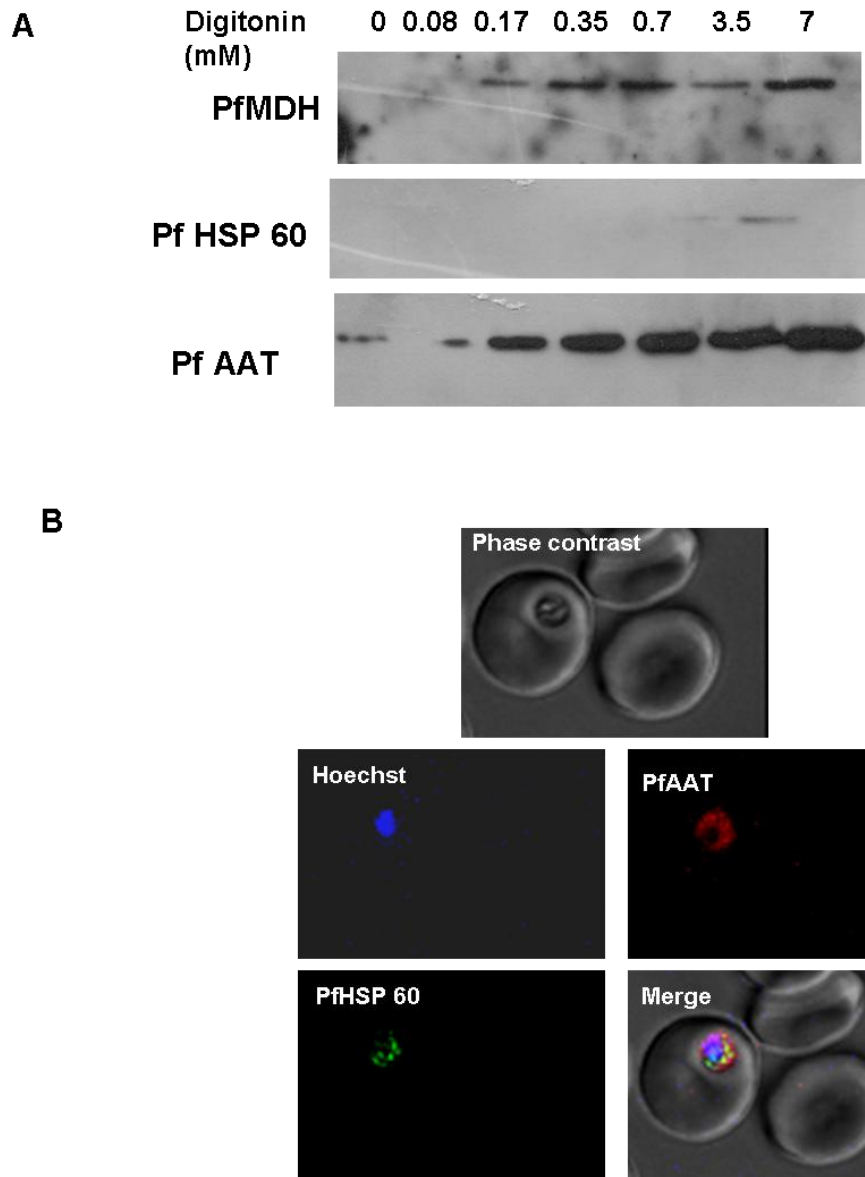 A
Digitonin 0 0.08 0.17 0.35 0.7 3.5 7
(mM)
PfMDH
Pf HSP 60
Pf AAT
B
Phase contrast
Hoechst
PfAAT
PfHSP 60
Merge